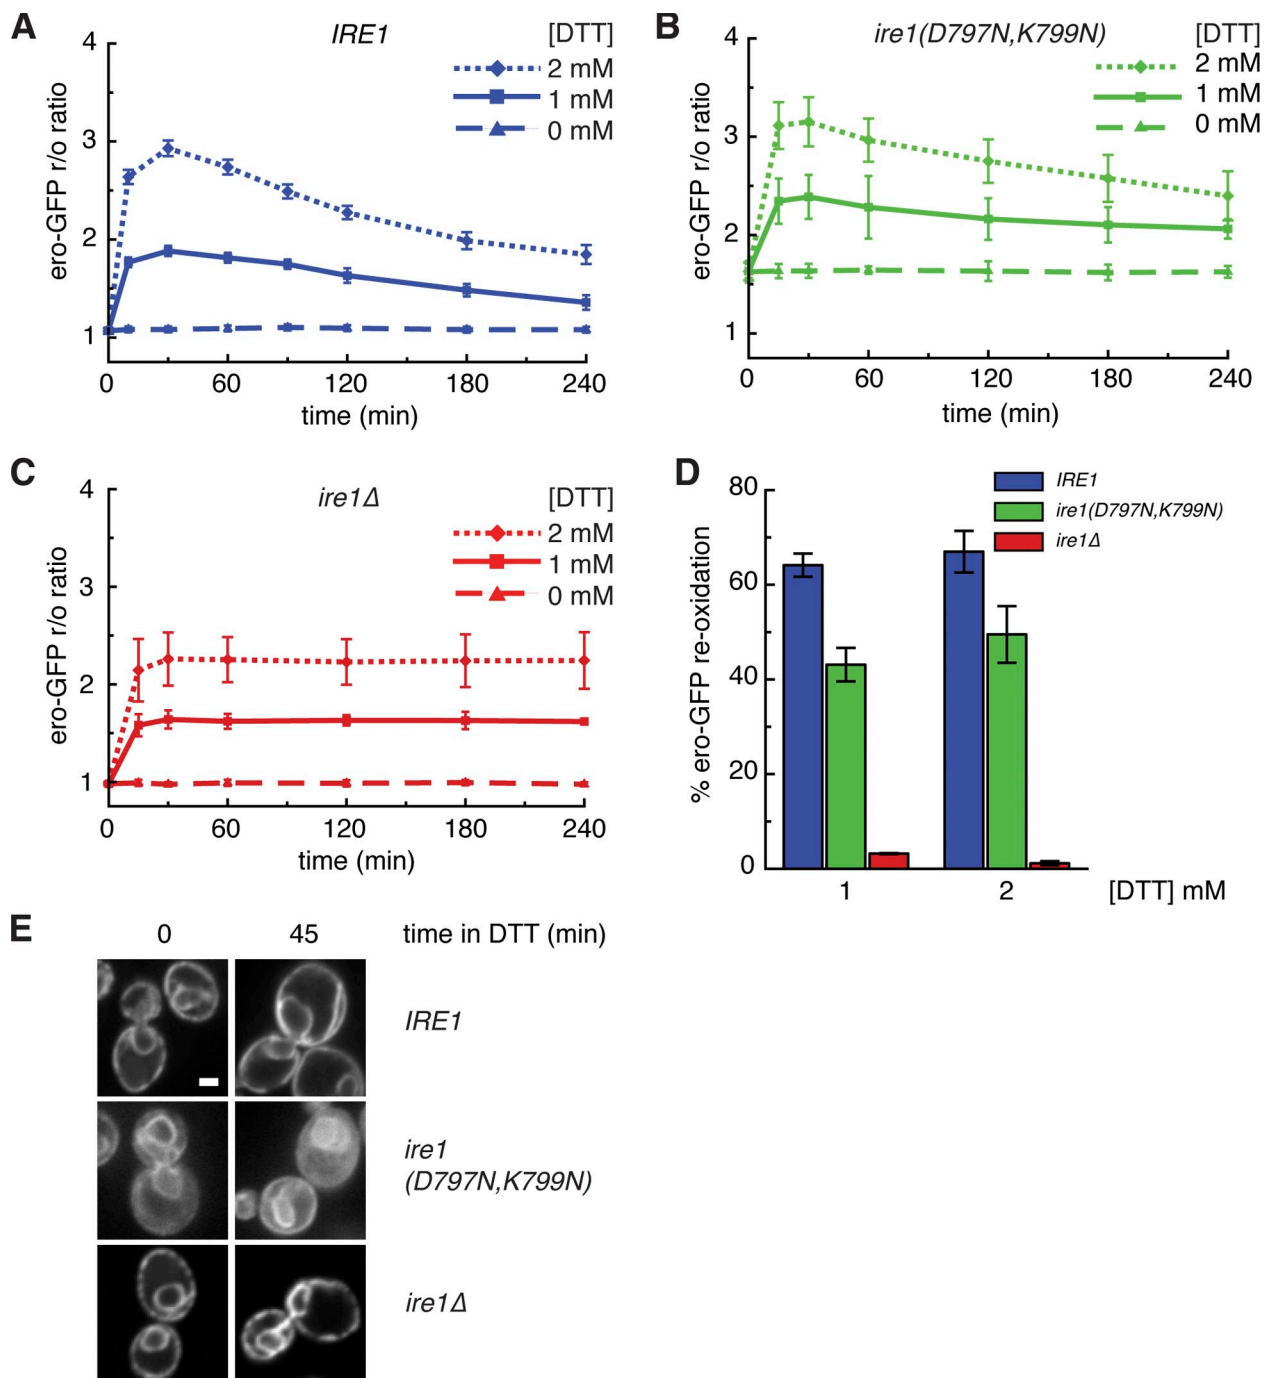 A
IRE1
[DTT]
2 mM
1 mM
0 mM
ero-GFP r/o ratio
4
3
2
1
0
60
120
180
240
time (min)
B
ire1(D797N,K799N)
[DTT]
2 mM
1 mM
0 mM
ero-GFP r/o ratio
4
3
2
1
0
60
120
180
240
time (min)
C
ire1Δ
[DTT]
2 mM
1 mM
0 mM
ero-GFP r/o ratio
4
3
2
1
0
60
120
180
240
time (min)
D
IRE1
ire1(D797N,K799N)
ire1Δ
% ero-GFP re-oxidation
80
60
40
20
0
1
2
[DTT] mM
E
0
45
time in DTT (min)
IRE1
ire1
(D797N,K799N)
ire1Δ